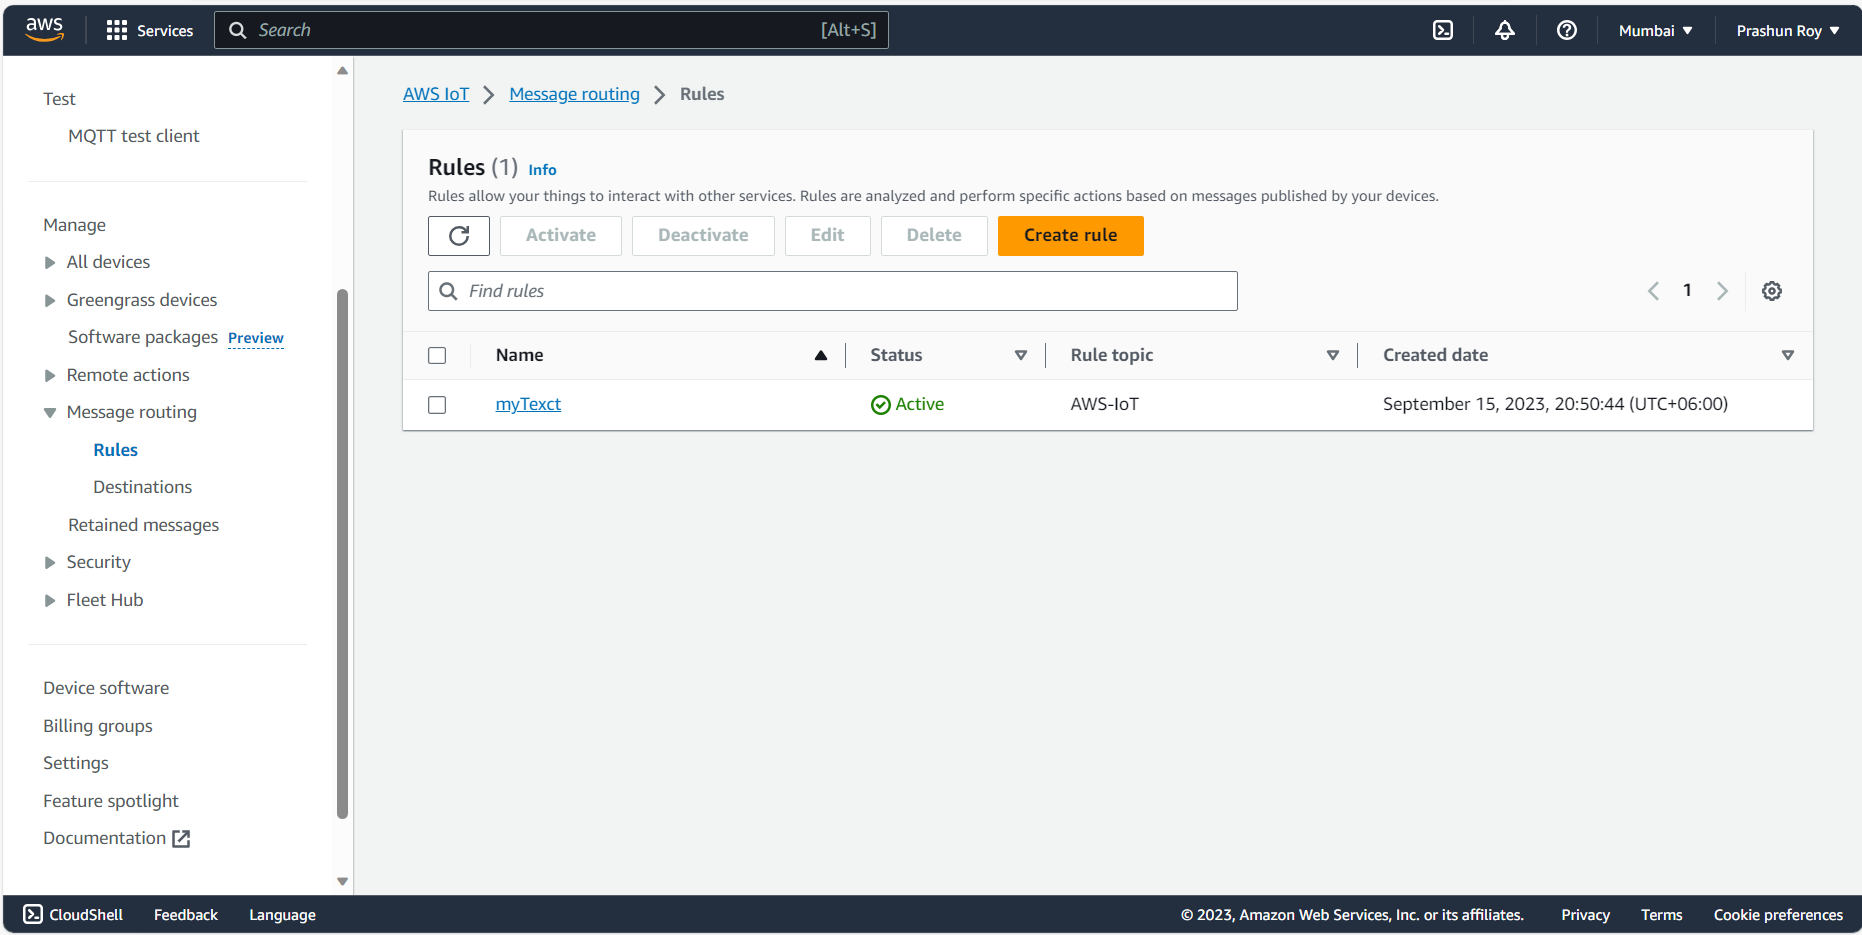 aws Services Search [Alt+S] Mumbai Prashun Roy
Test
MQTT test client
Manage
All devices
Greengrass devices
Software packages Preview
Remote actions
Message routing
Rules
Destinations
Retained messages
Security
Fleet Hub
Device software
Billing groups
Settings
Feature spotlight
Documentation
AWS IoT Message routing Rules
Rules (1) Info
Rules allow your things to interact with other services. Rules are analyzed and perform specific actions based on messages published by your devices.
Activate Deactivate Edit Delete Create rule
Find rules 1
Name Status Rule topic Created date
myTexct Active AWS-IoT September 15, 2023, 20:50:44 (UTC+06:00)
CloudShell Feedback Language © 2023, Amazon Web Services, Inc. or its affiliates. Privacy Terms Cookie preferences